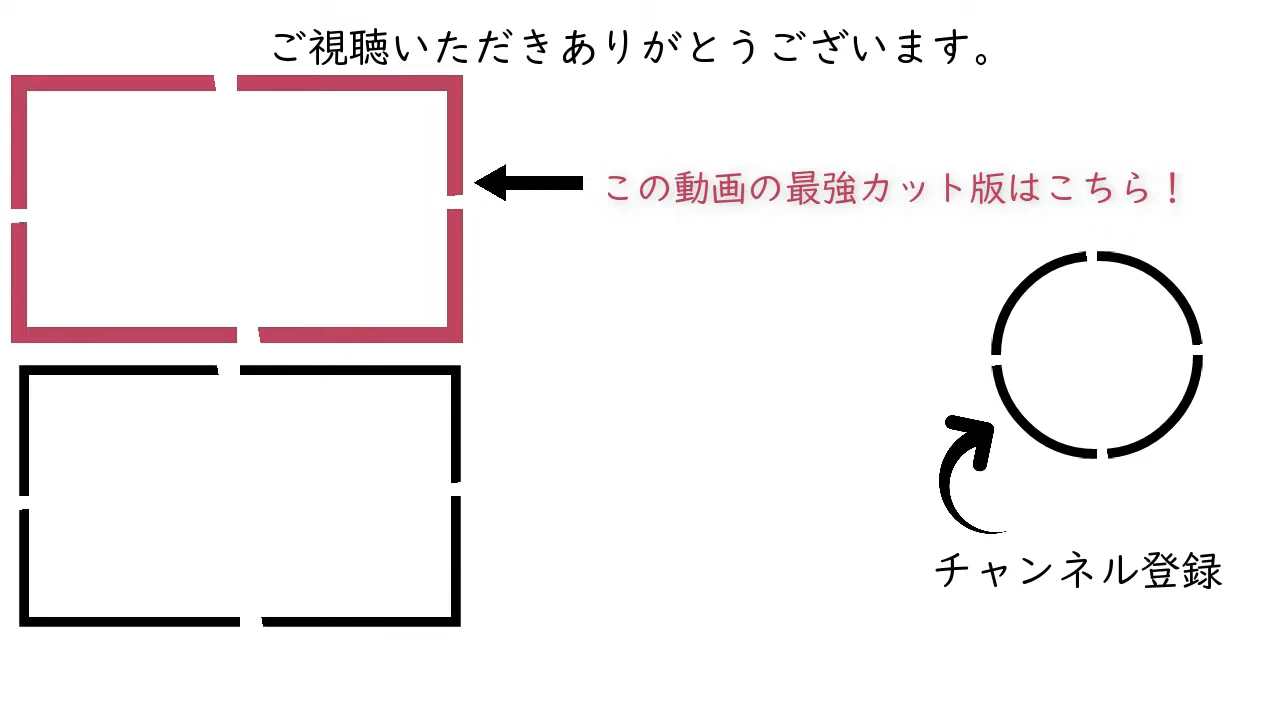 ご視聴いただきありがとうございます。
この動画の最強カット版はこちら！
チャンネル登録